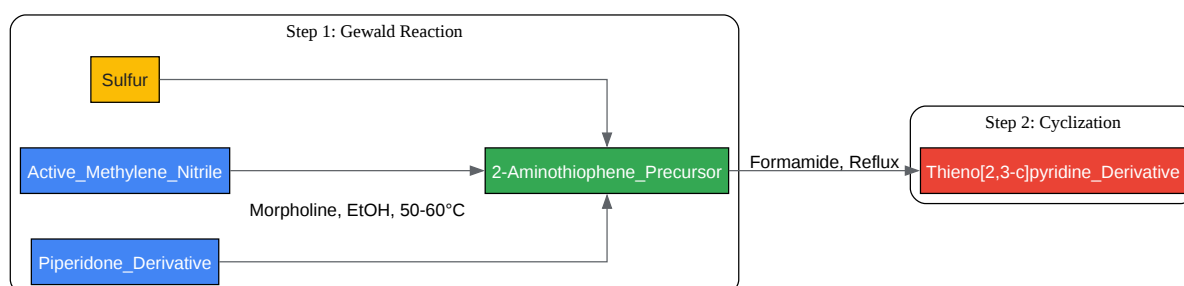 Step 1: Gewald Reaction
Sulfur
Active_Methylene_Nitrile
2-Aminothiophene_Precursor
Morpholine, EtOH, 50-60°C
Piperidone_Derivative
Formamide, Reflux
Step 2: Cyclization
Thieno[2,3-c]pyridine_Derivative